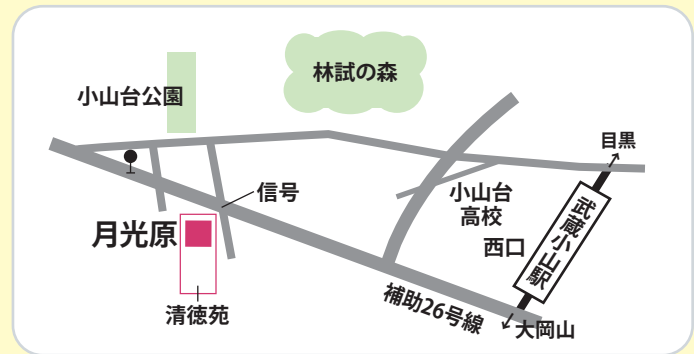 林試の森
小山台公園
目黒
信号
小山台
高校
月光原
西口
武蔵小山駅
清徳苑
補助26号線
大岡山